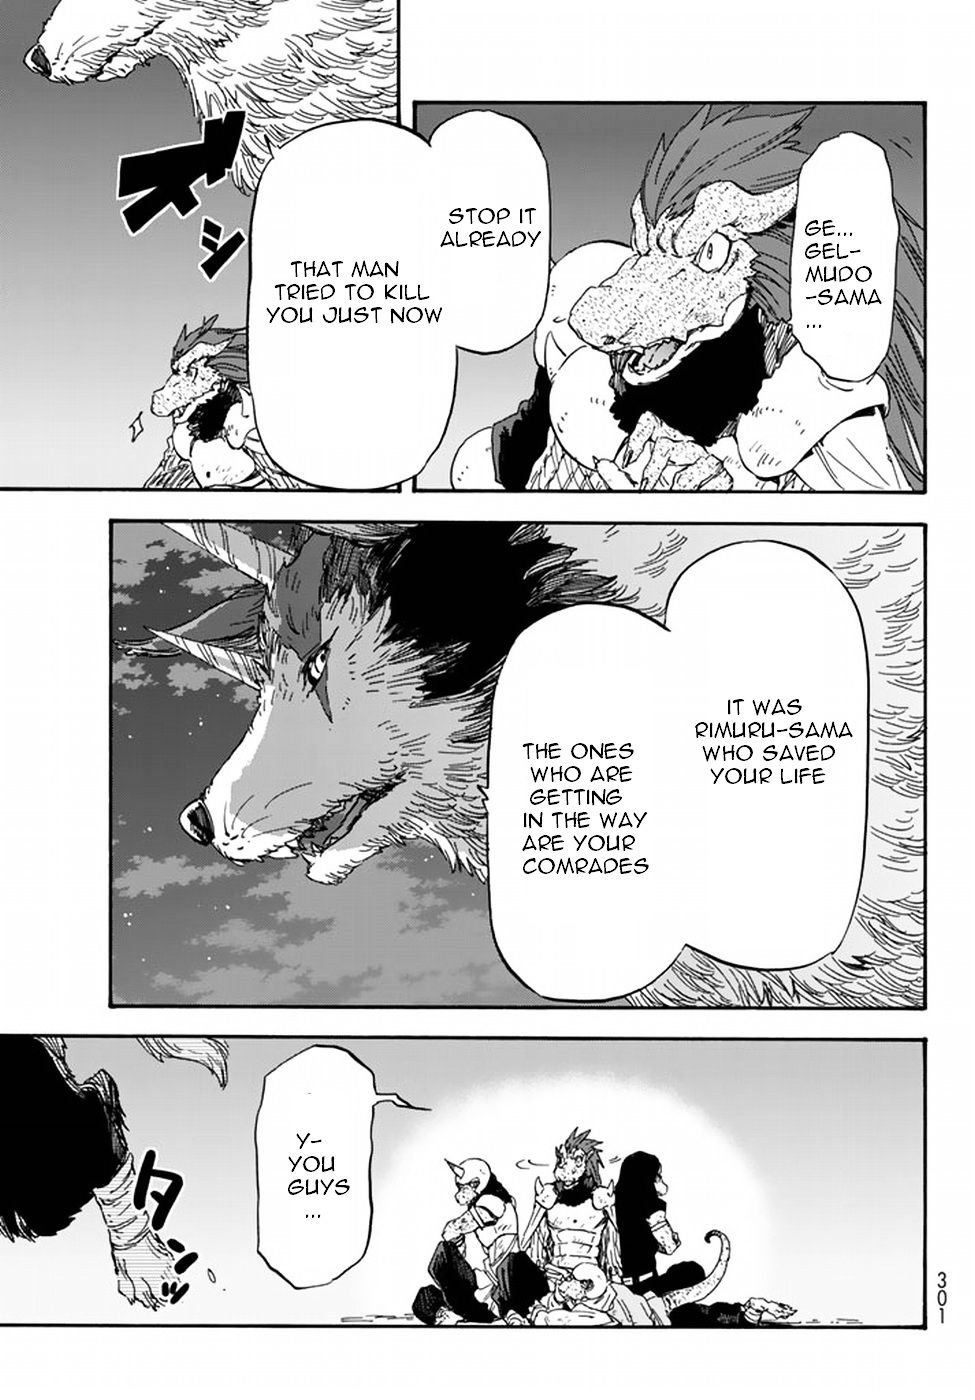 GE...
GEL-
MUDO
-SAMA
...
STOP IT
ALREADY
THAT MAN
TRIED TO KILL
YOU JUST NOW
ズシ
IT WAS
RIMURU-SAMA
WHO SAVED
YOUR LIFE
THE ONES
WHO ARE
GETTING
IN THE WAY
ARE YOUR
COMRADES
Y-
YOU
GUYS
...
タンッ
301